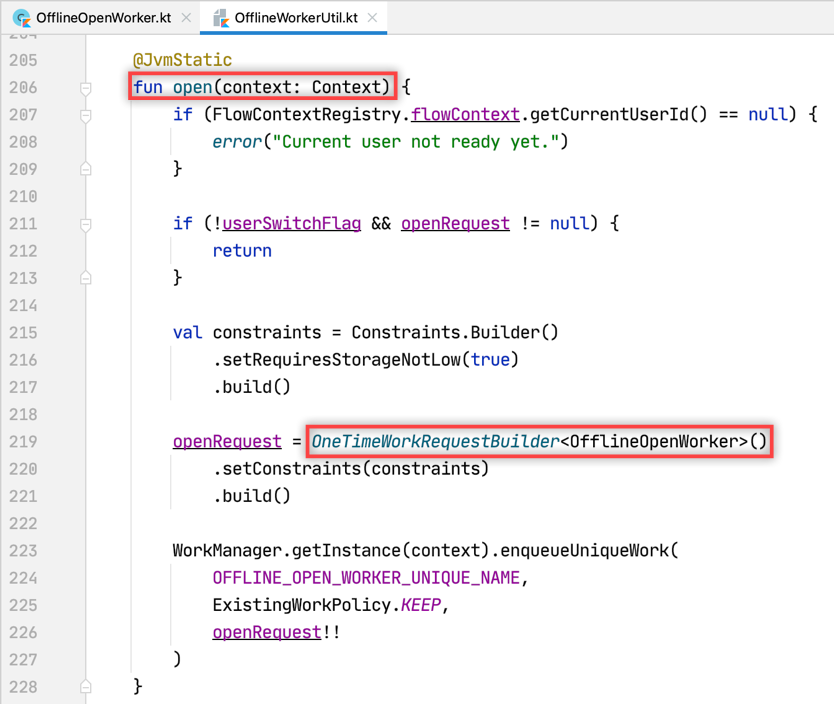 OfflineOpenWorker.kt × OfflineWorkerUtil.kt ×
204
205 @JvmStatic
206 fun open(context: Context) {
207 if (FlowContextRegistry.flowContext.getCurrentUserId() == null) {
208 error("Current user not ready yet.")
209 }
210
211 if (!userSwitchFlag && openRequest != null) {
212 return
213 }
214
215 val constraints = Constraints.Builder()
216 .setRequiresStorageNotLow(true)
217 .build()
218
219 openRequest = OneTimeWorkRequestBuilder<OfflineOpenWorker>()
220 .setConstraints(constraints)
221 .build()
222
223 WorkManager.getInstance(context).enqueueUniqueWork(
224 OFFLINE_OPEN_WORKER_UNIQUE_NAME,
225 ExistingWorkPolicy.KEEP,
226 openRequest!!
227 )
228 }